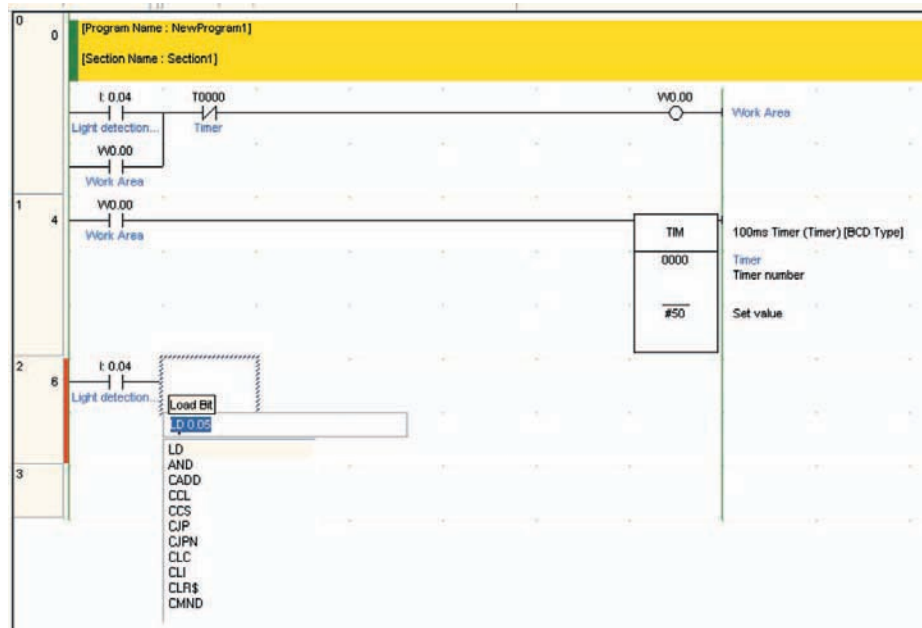 0
0
[Program Name : NewProgram1]
[Section Name : Section1]
I: 0.04 T0000 W0.00
Light detection... Timer Work Area
W0.00
Work Area
1
4
W0.00
Work Area
TIM 100ms Timer (Timer) [BCD Type]
0000 Timer
Timer number
#50 Set value
2
6
I: 0.04
Light detection...
Load Bit
LD 0.05
LD
AND
CADD
CCL
CCS
CJP
CJPN
CLC
CLI
CLR$
CMND
3